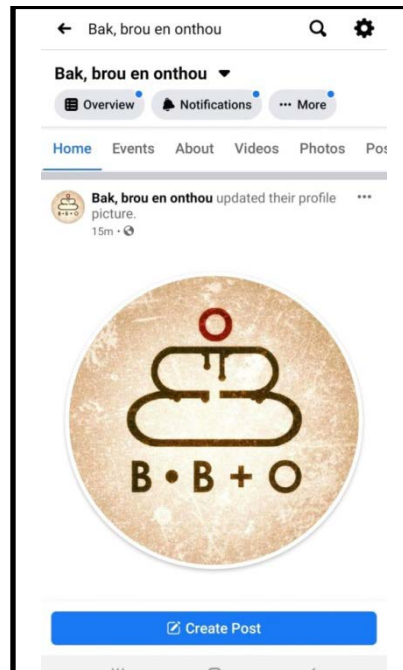 Bak, brou en onthou
Bak, brou en onthou
Overview Notifications More
Home Events About Videos Photos Pos
Bak, brou en onthou updated their profile
picture.
15m
B • B + O
B • B + O
Create Post